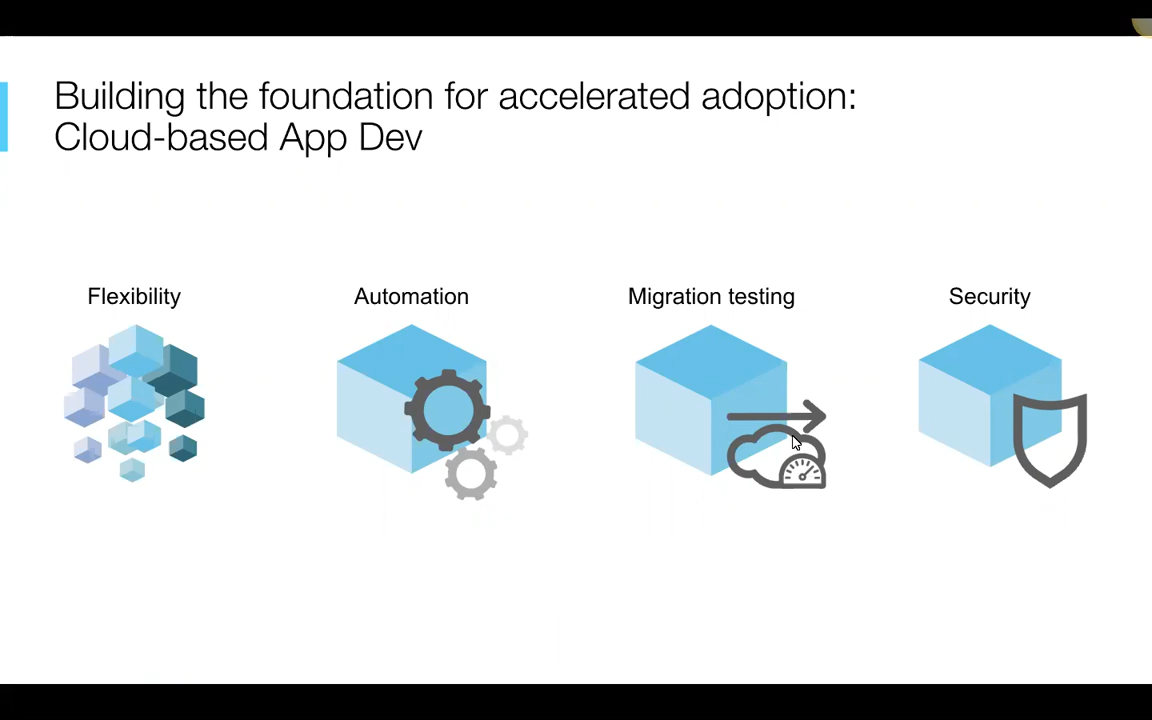 Building the foundation for accelerated adoption:
Cloud-based App Dev
Flexibility
Automation
Migration testing
Security